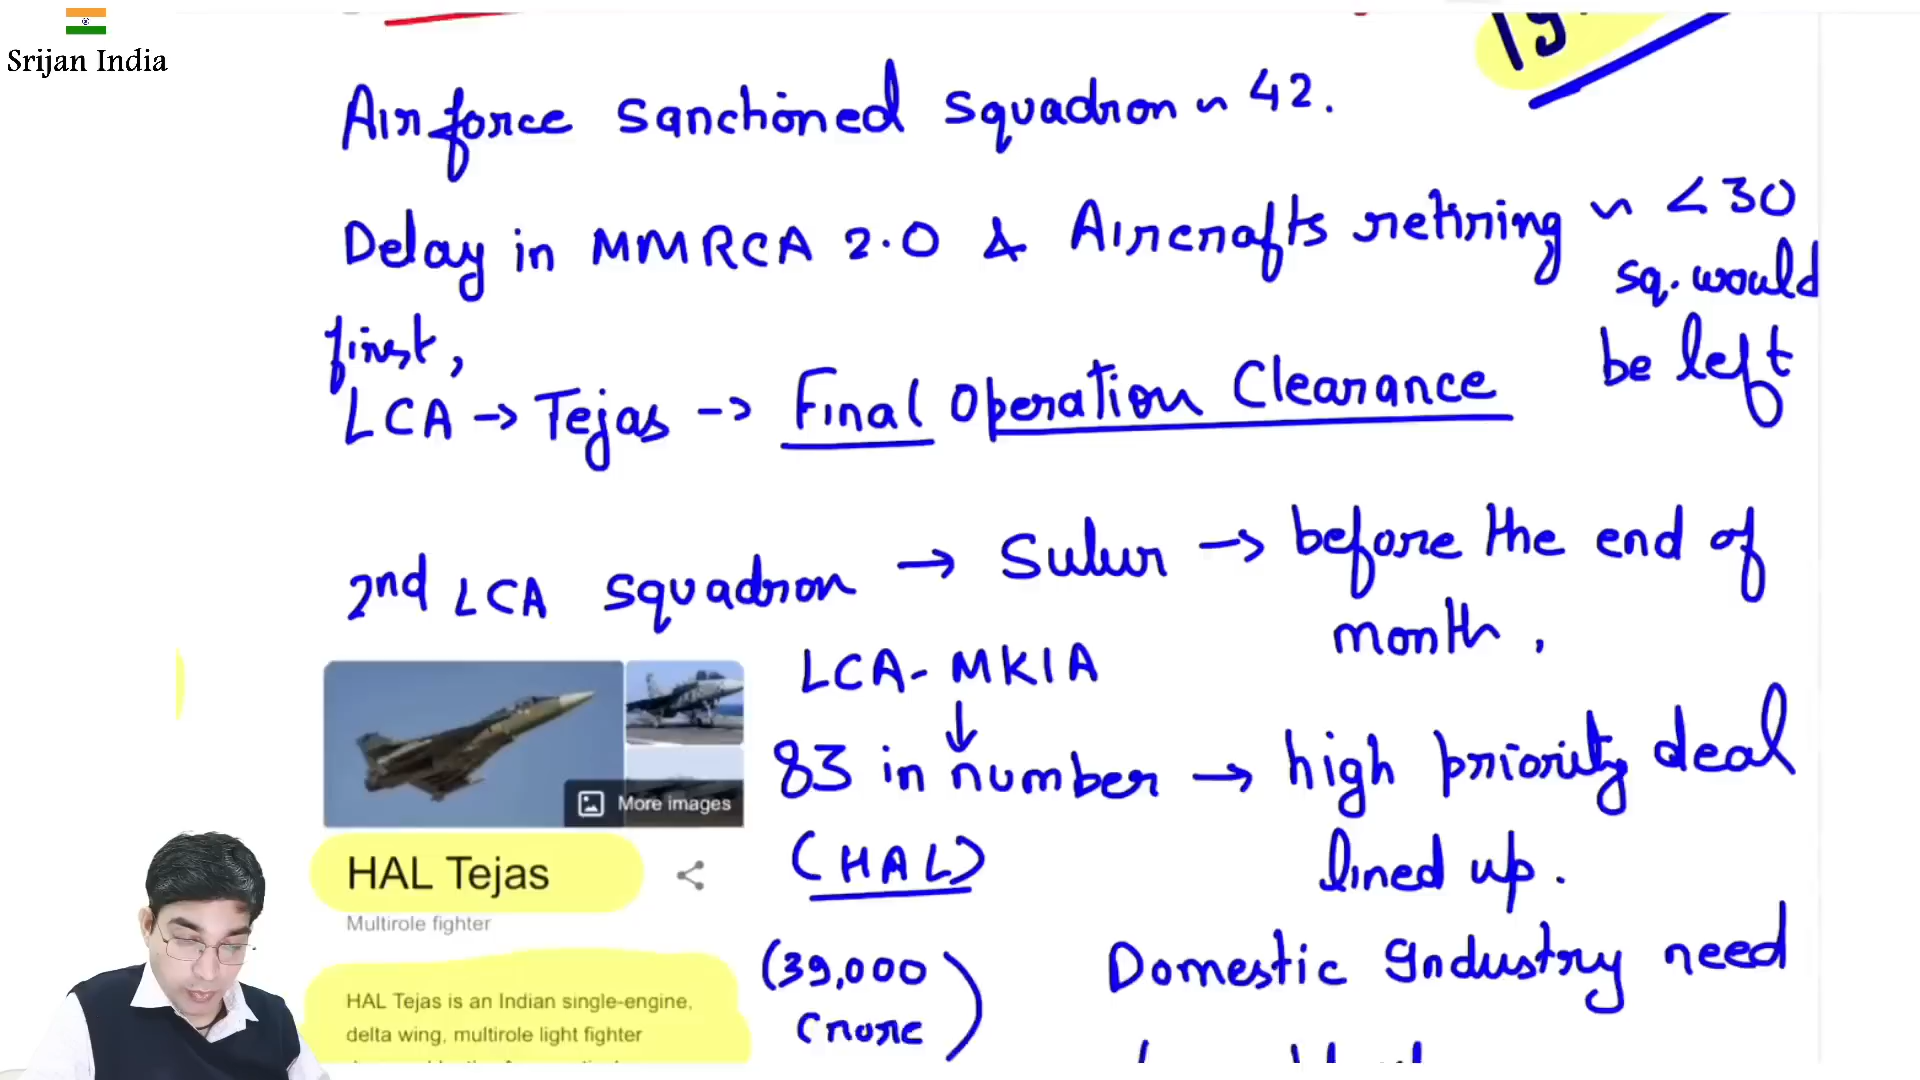 Srijan India
Airforce sanctioned squadron ~ 42.
Delay in MMRCA 2.0 & Aircrafts retiring ~ <30
sq. would
be left
first,
LCA → Tejas → Final Operation Clearance
2nd LCA squadron → Sulur → before the end of
month.
LCA- MK1A
↓
83 in number → high priority deal
lined up.
(HAL)
More images
HAL Tejas
Multirole fighter
(39,000
crore)
Domestic Industry need
HAL Tejas is an Indian single-engine,
delta wing, multirole light fighter